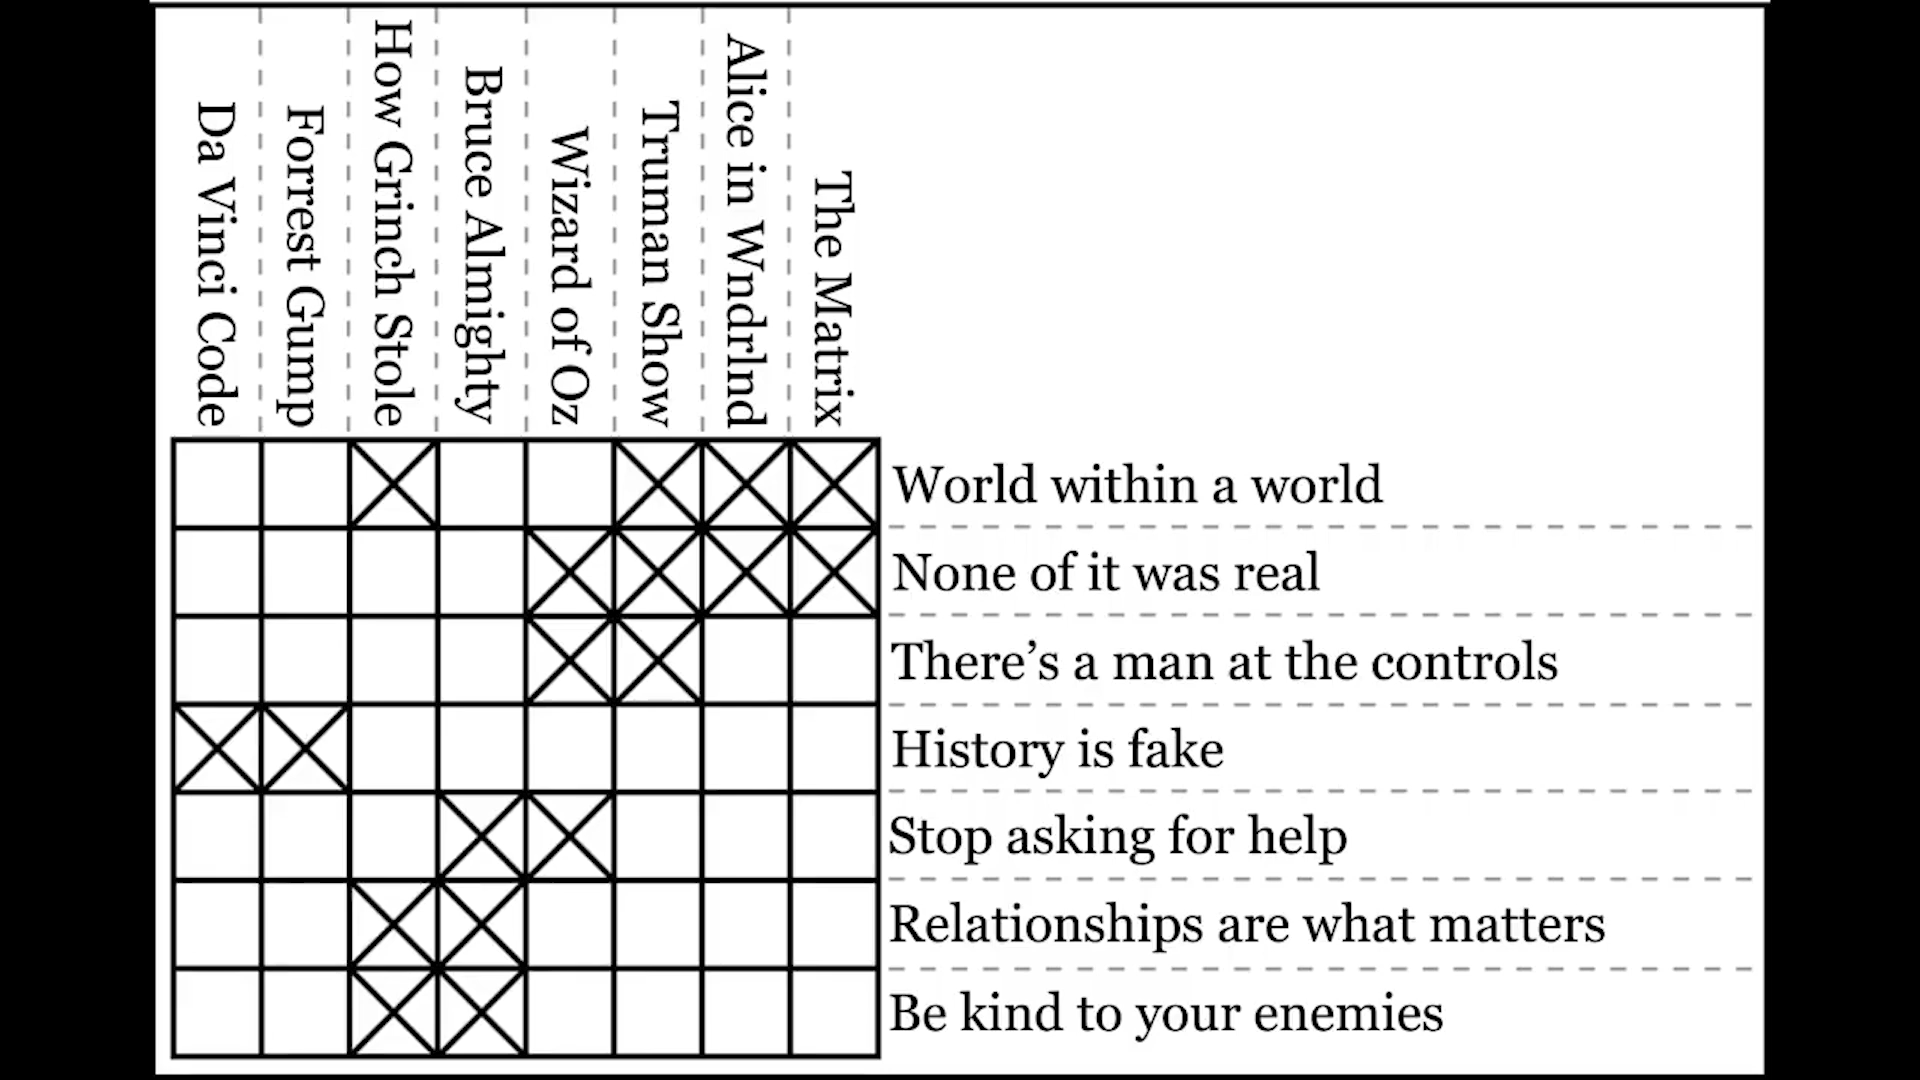 Da Vinci Code
Forrest Gump
How Grinch Stole
Bruce Almighty
Wizard of Oz
Truman Show
Alice in Wndrlnd
The Matrix
World within a world
None of it was real
There’s a man at the controls
History is fake
Stop asking for help
Relationships are what matters
Be kind to your enemies